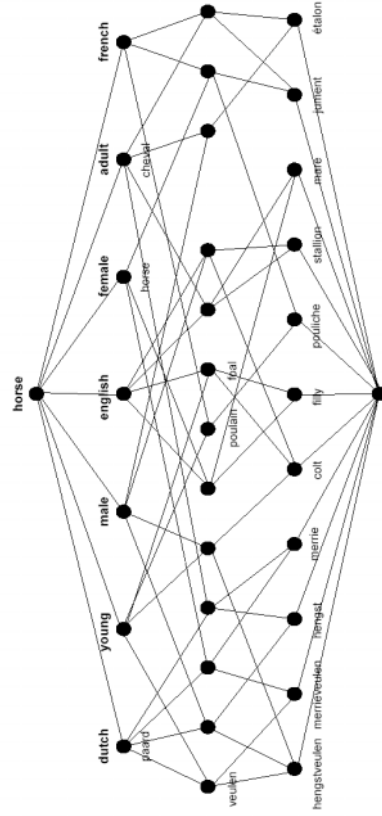 horse
dutch young male english female adult french
paard horse cheval
veulen poulain foal
hengstveulen merrieveulen hengst merrie colt filly pouliche stallion mare jument étalon